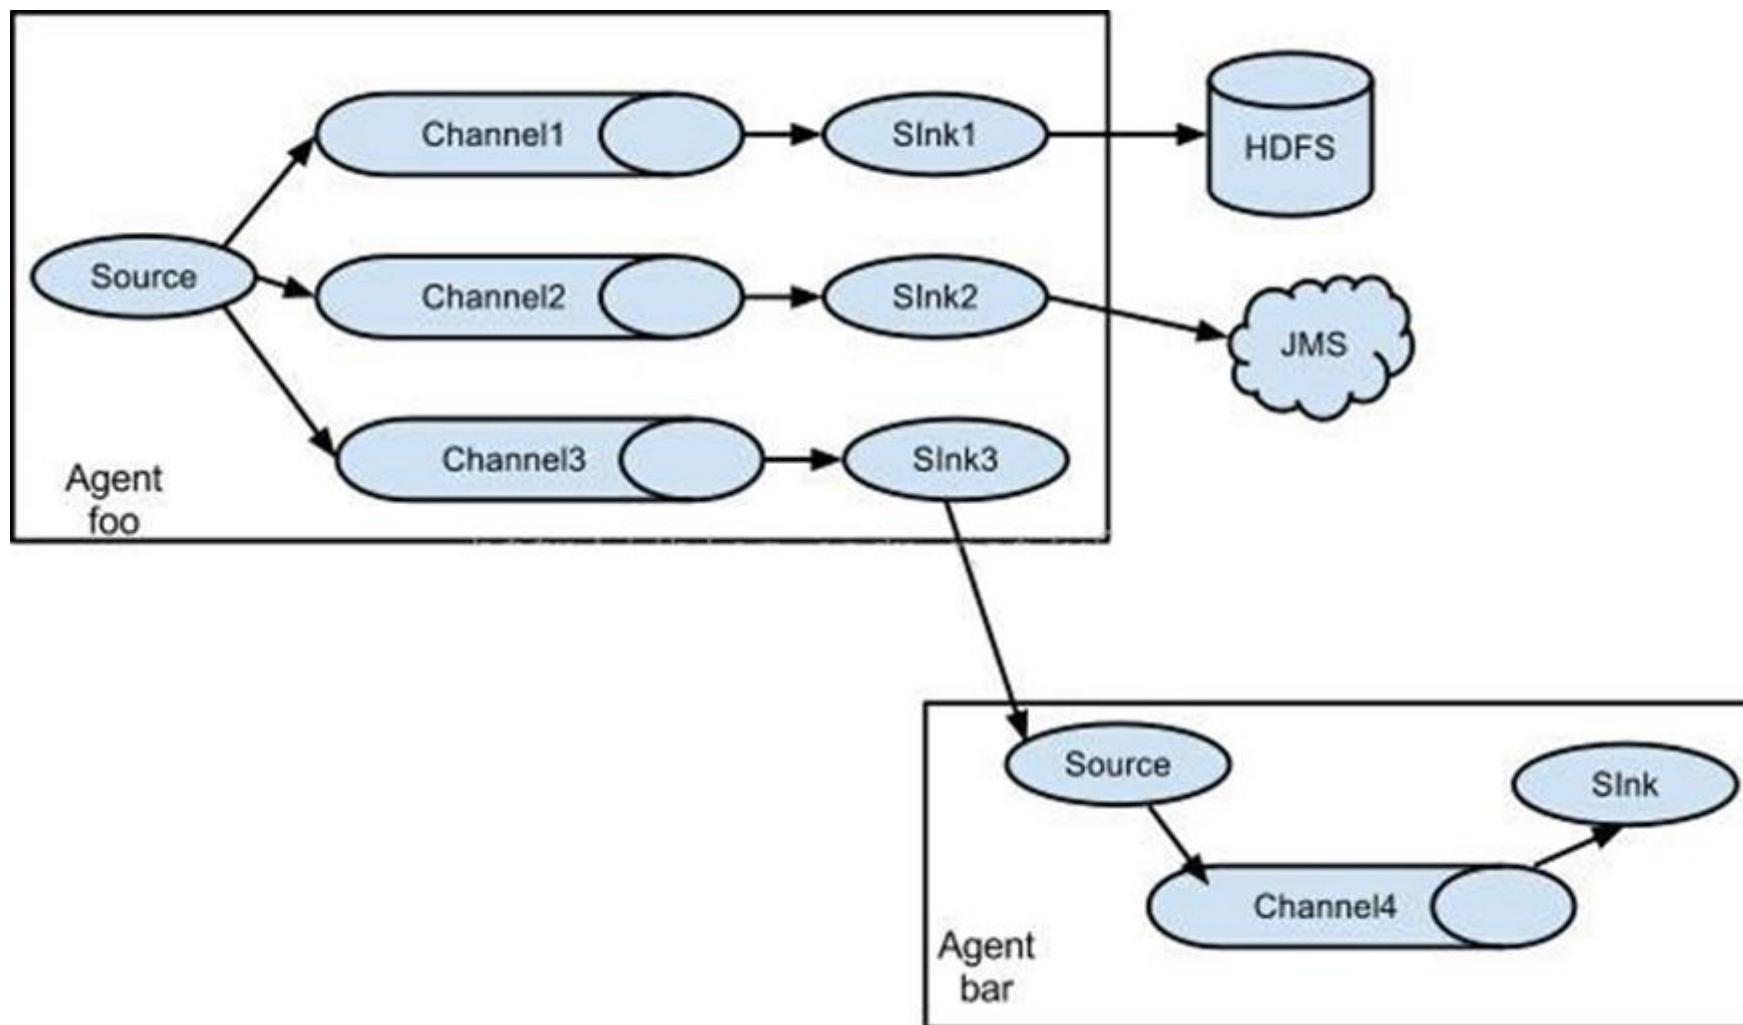 Channel1
SInk1
HDFS
Source
Channel2
SInk2
JMS
Channel3
SInk3
Agent
foo
Source
SInk
Channel4
Agent
bar